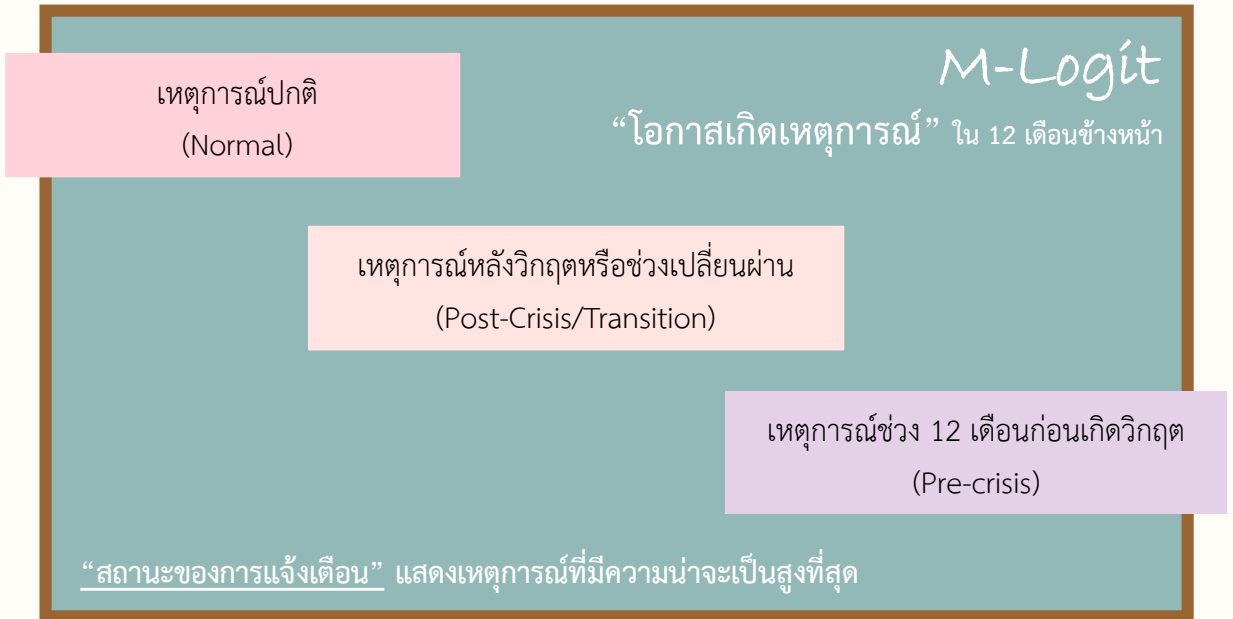 M-Logit
“โอกาสเกิดเหตุการณ์” ใน 12 เดือนข้างหน้า
เหตุการณ์ปกติ
(Normal)
เหตุการณ์หลังวิกฤตหรือช่วงเปลี่ยนผ่าน
(Post-Crisis/Transition)
เหตุการณ์ช่วง 12 เดือนก่อนเกิดวิกฤต
(Pre-crisis)
“สถานะของการแจ้งเตือน” แสดงเหตุการณ์ที่มีความน่าจะเป็นสูงที่สุด